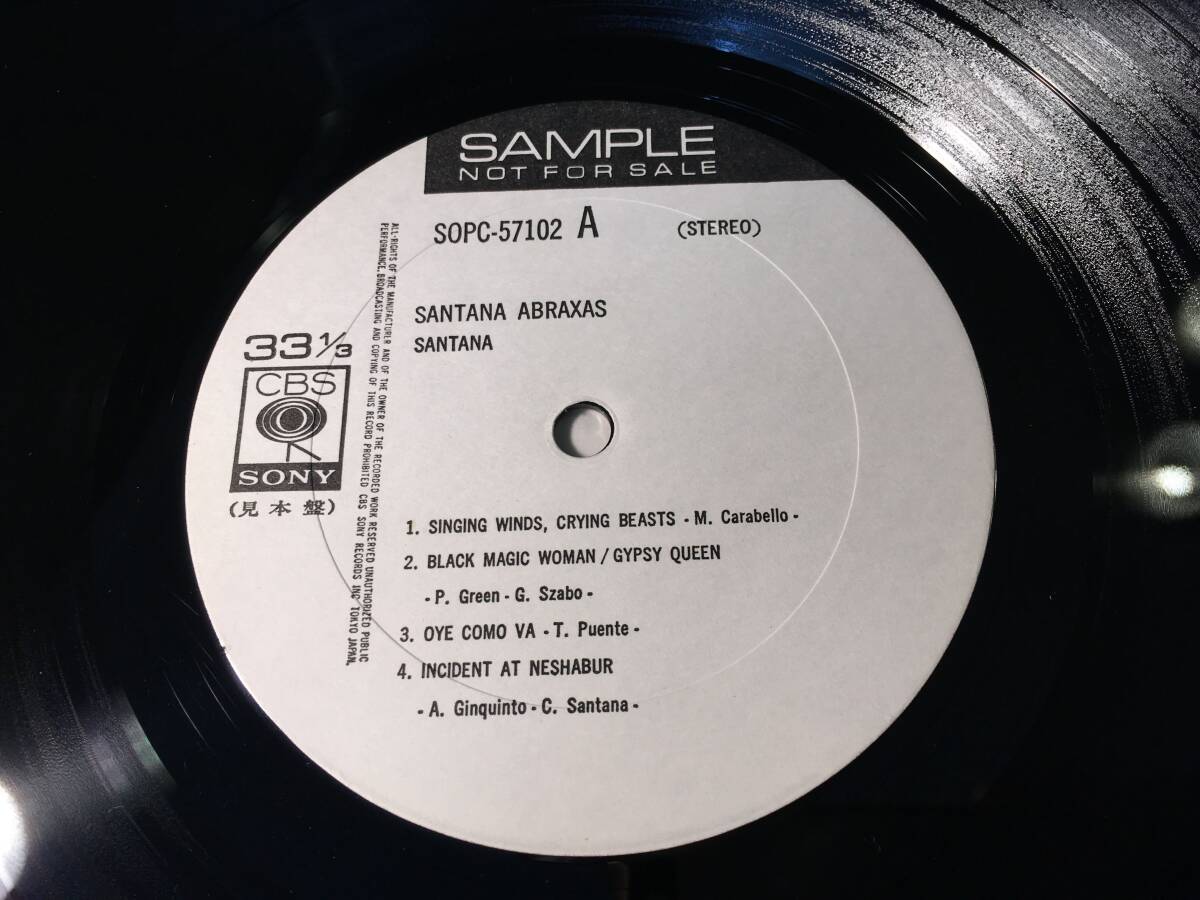 SAMPLE
NOT FOR SALE
SOPC-57102 A (STEREO)
SANTANA ABRAXAS
SANTANA
33 1/3
CBS
SONY
(見本盤)
ALL-RIGHTS OF THE MANUFACTURER AND OF THE OWNER OF THE RECORDED WORK RESERVED UNAUTHORIZED PUBLIC
PERFORMANCE, BROADCASTING AND COPYING OF THIS RECORD PROHIBITED CBS SONY RECORDS INC TOKYO JAPAN.
1. SINGING WINDS, CRYING BEASTS - M. Carabello -
2. BLACK MAGIC WOMAN / GYPSY QUEEN
- P. Green - G. Szabo -
3. OYE COMO VA - T. Puente -
4. INCIDENT AT NESHABUR
- A. Ginquinto - C. Santana -